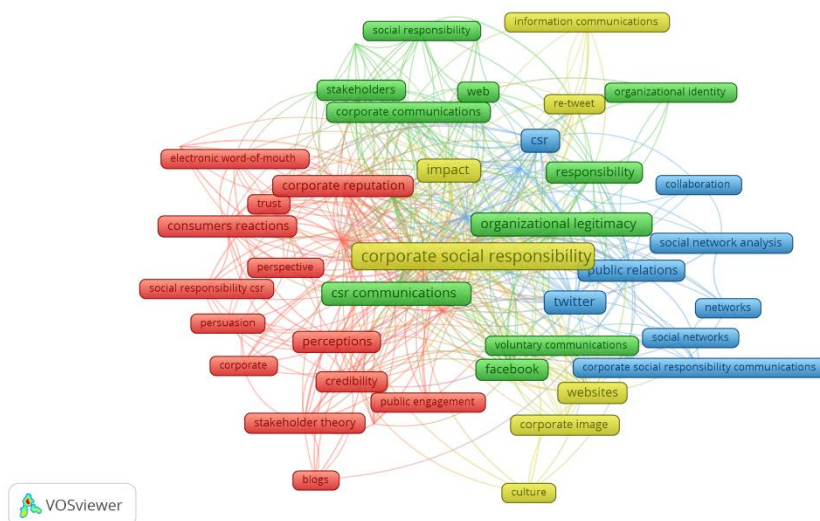 information communications
social responsibility
stakeholders
web
organizational identity
re-tweet
corporate communications
csr
electronic word-of-mouth
impact
responsibility
corporate reputation
collaboration
trust
consumers reactions
organizational legitimacy
social network analysis
corporate social responsibility
perspective
public relations
social responsibility csr
csr communications
twitter
networks
persuasion
social networks
perceptions
voluntary communications
corporate
facebook
corporate social responsibility communications
credibility
websites
public engagement
stakeholder theory
corporate image
blogs
culture
VOSviewer